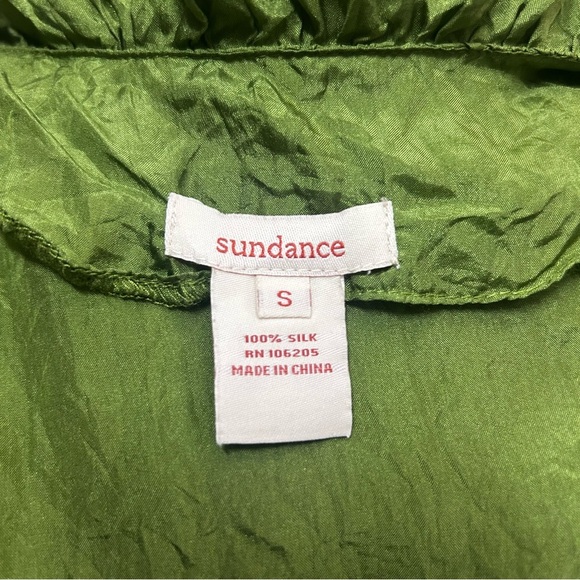 sundance
S
100% SILK
RN 106205
MADE IN CHINA